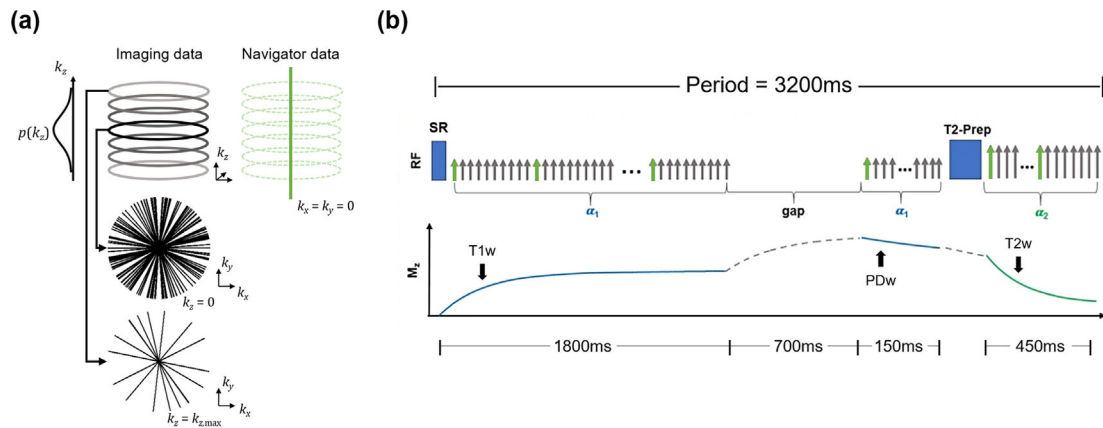 (a)
Imaging data
Navigator data
k_z
p(k_z)
k_z
k_x = k_y = 0
k_y
k_x
k_z = 0
k_y
k_x
k_z = k_z,max
(b)
Period = 3200ms
SR
T2-Prep
RF
... ... ...
α₁ gap α₁ α₂
T1w
T2w
PDw
M_z
1800ms 700ms 150ms 450ms